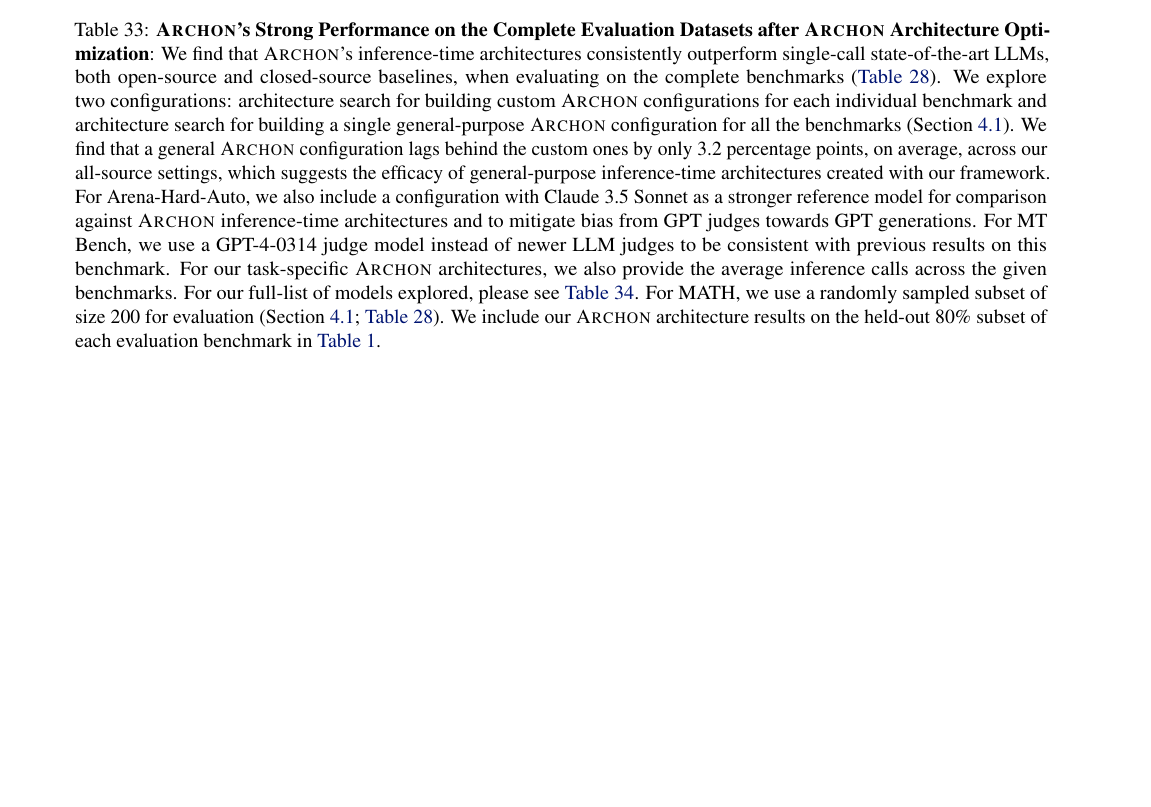 Table 33: ARCHON's Strong Performance on the Complete Evaluation Datasets after ARCHON Architecture Opti-
mization: We find that ARCHON's inference-time architectures consistently outperform single-call state-of-the-art LLMs,
both open-source and closed-source baselines, when evaluating on the complete benchmarks (Table 28). We explore
two configurations: architecture search for building custom ARCHON configurations for each individual benchmark and
architecture search for building a single general-purpose ARCHON configuration for all the benchmarks (Section 4.1). We
find that a general ARCHON configuration lags behind the custom ones by only 3.2 percentage points, on average, across our
all-source settings, which suggests the efficacy of general-purpose inference-time architectures created with our framework.
For Arena-Hard-Auto, we also include a configuration with Claude 3.5 Sonnet as a stronger reference model for comparison
against ARCHON inference-time architectures and to mitigate bias from GPT judges towards GPT generations. For MT
Bench, we use a GPT-4-0314 judge model instead of newer LLM judges to be consistent with previous results on this
benchmark. For our task-specific ARCHON architectures, we also provide the average inference calls across the given
benchmarks. For our full-list of models explored, please see Table 34. For MATH, we use a randomly sampled subset of
size 200 for evaluation (Section 4.1; Table 28). We include our ARCHON architecture results on the held-out 80% subset of
each evaluation benchmark in Table 1.